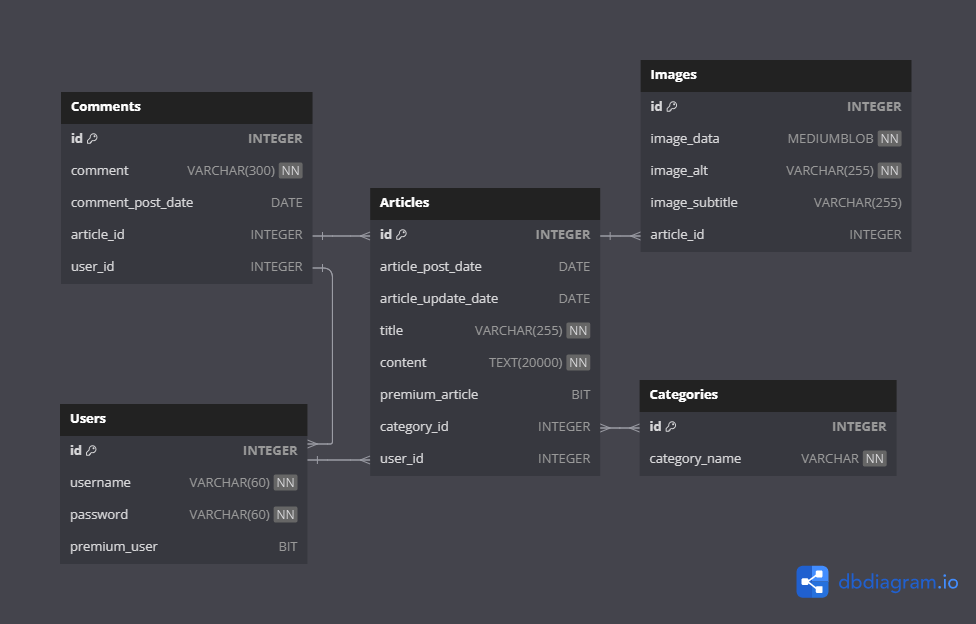 Comments
id INTEGER
comment VARCHAR(300) NN
comment_post_date DATE
article_id INTEGER
user_id INTEGER
Users
id INTEGER
username VARCHAR(60) NN
password VARCHAR(60) NN
premium_user BIT
Articles
id INTEGER
article_post_date DATE
article_update_date DATE
title VARCHAR(255) NN
content TEXT(20000) NN
premium_article BIT
category_id INTEGER
user_id INTEGER
Images
id INTEGER
image_data MEDIUMBLOB NN
image_alt VARCHAR(255) NN
image_subtitle VARCHAR(255)
article_id INTEGER
Categories
id INTEGER
category_name VARCHAR NN
dbdiagram.io